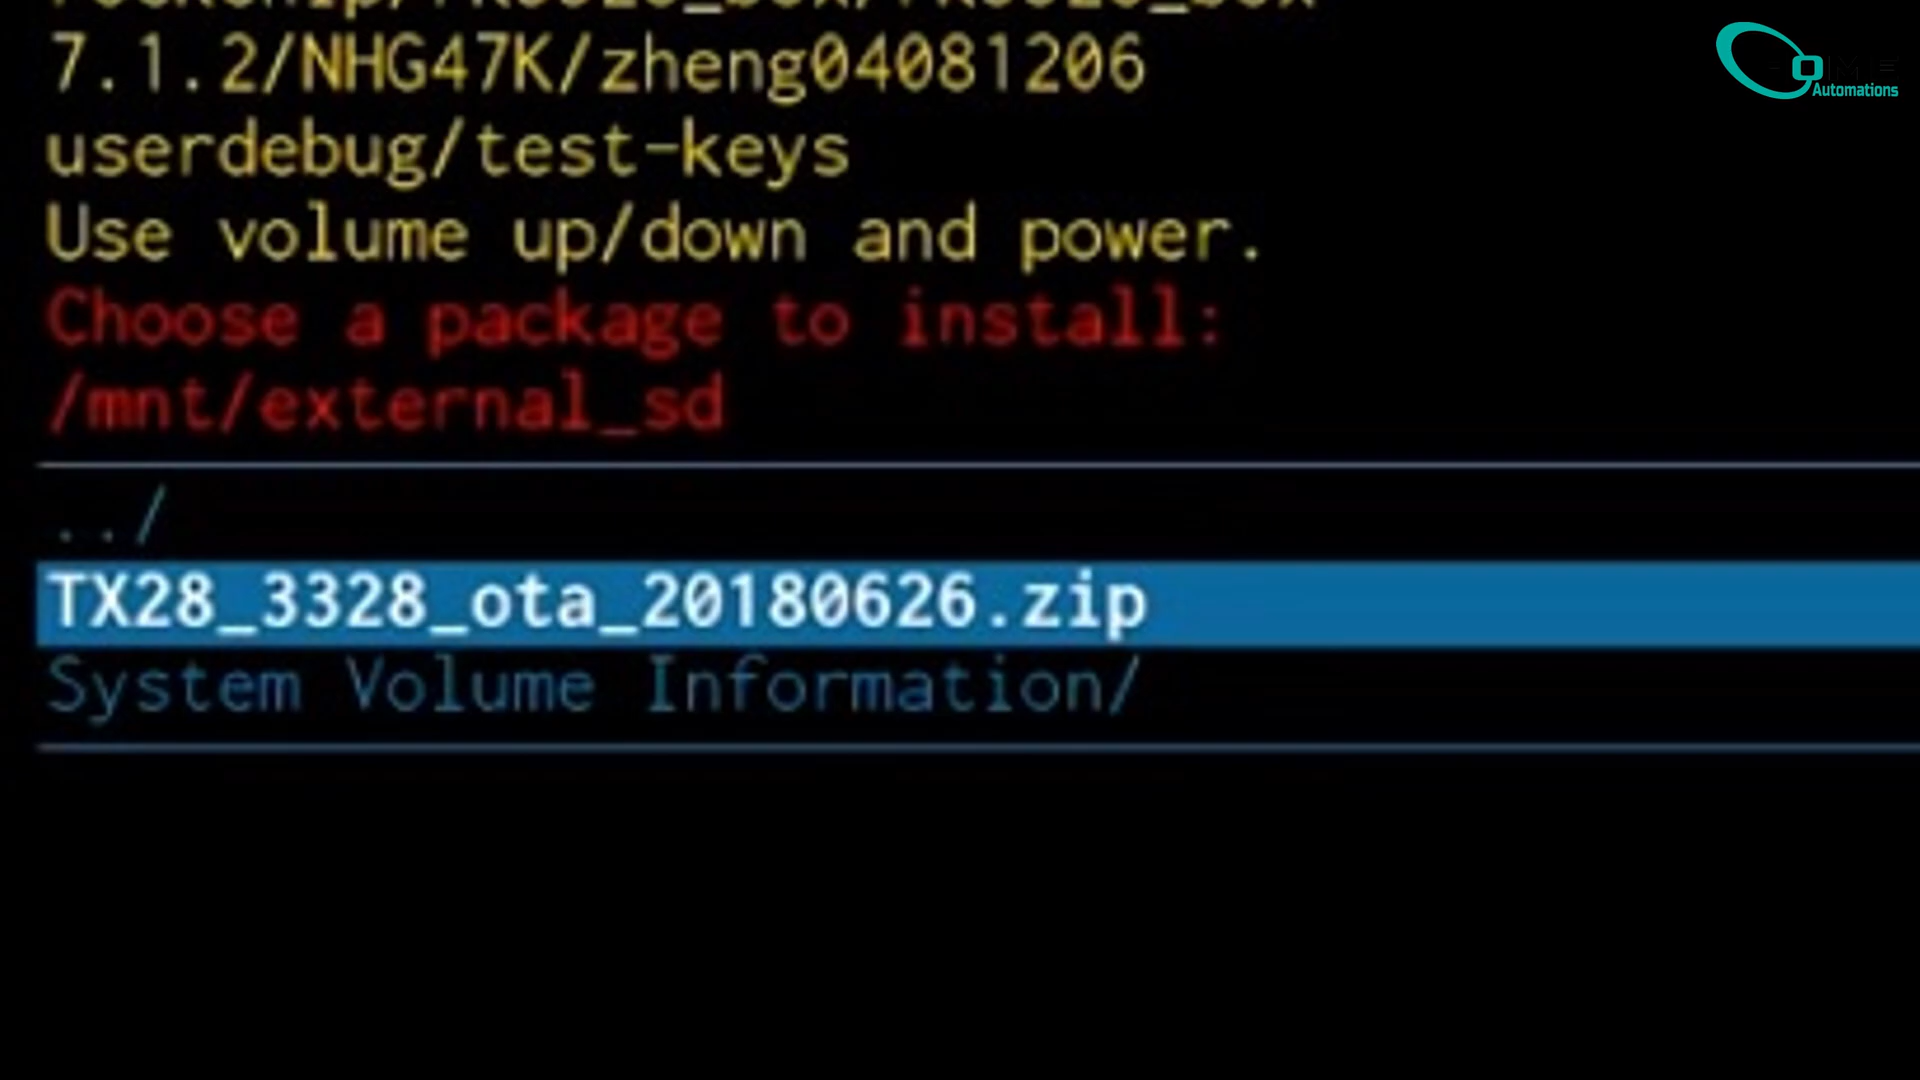 7.1.2/NHG47K/zheng04081206
userdebug/test-keys
Use volume up/down and power.
Choose a package to install:
/mnt/external_sd
../
TX28_3328_ota_20180626.zip
System Volume Information/
Automations